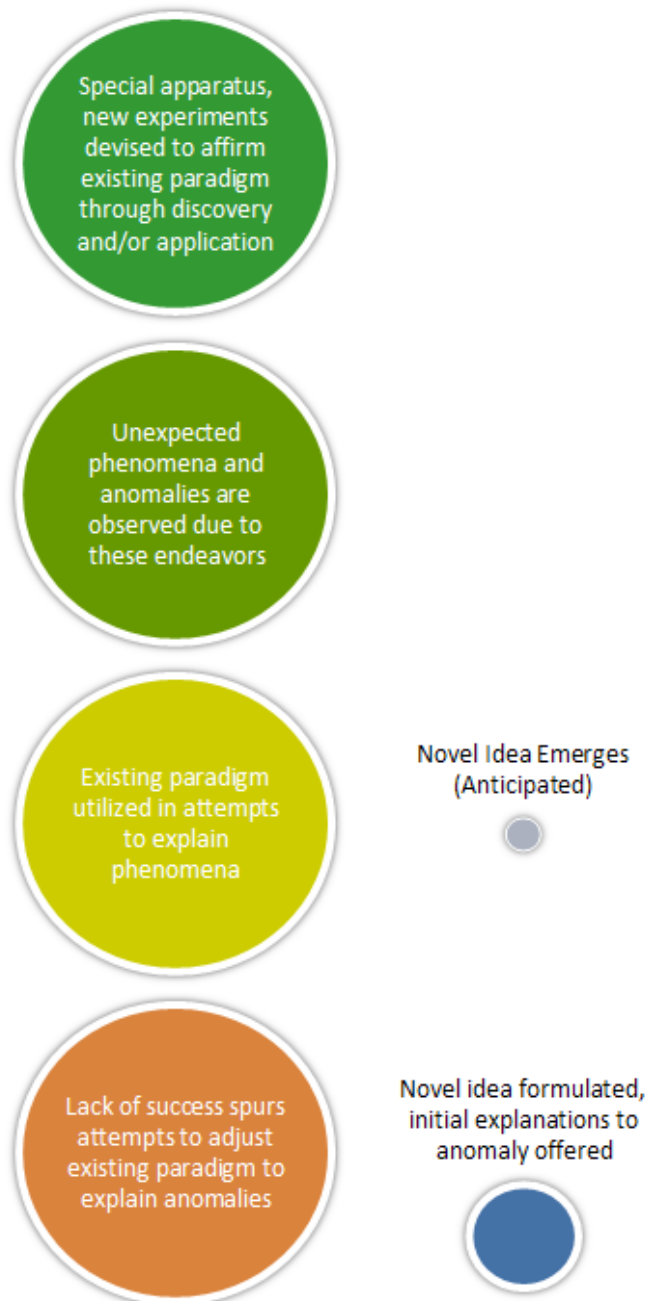 Special apparatus,
new experiments
devised to affirm
existing paradigm
through discovery
and/or application
Unexpected
phenomena and
anomalies are
observed due to
these endeavors
Existing paradigm
utilized in attempts
to explain
phenomena
Novel Idea Emerges
(Anticipated)
Lack of success spurs
attempts to adjust
existing paradigm to
explain anomalies
Novel idea formulated,
initial explanations to
anomaly offered